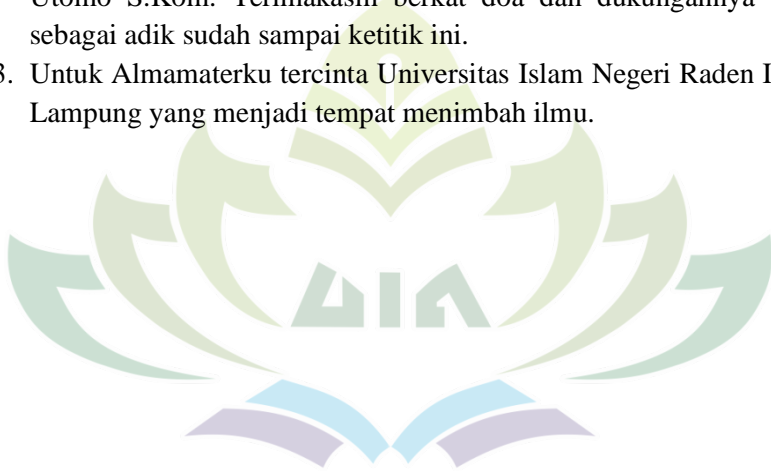 Utomo S.Kom. Terimakasih berkat doa dan dukungannya
sebagai adik sudah sampai ketitik ini.
3. Untuk Almamaterku tercinta Universitas Islam Negeri Raden
Lampung yang menjadi tempat menimbah ilmu.
UIN